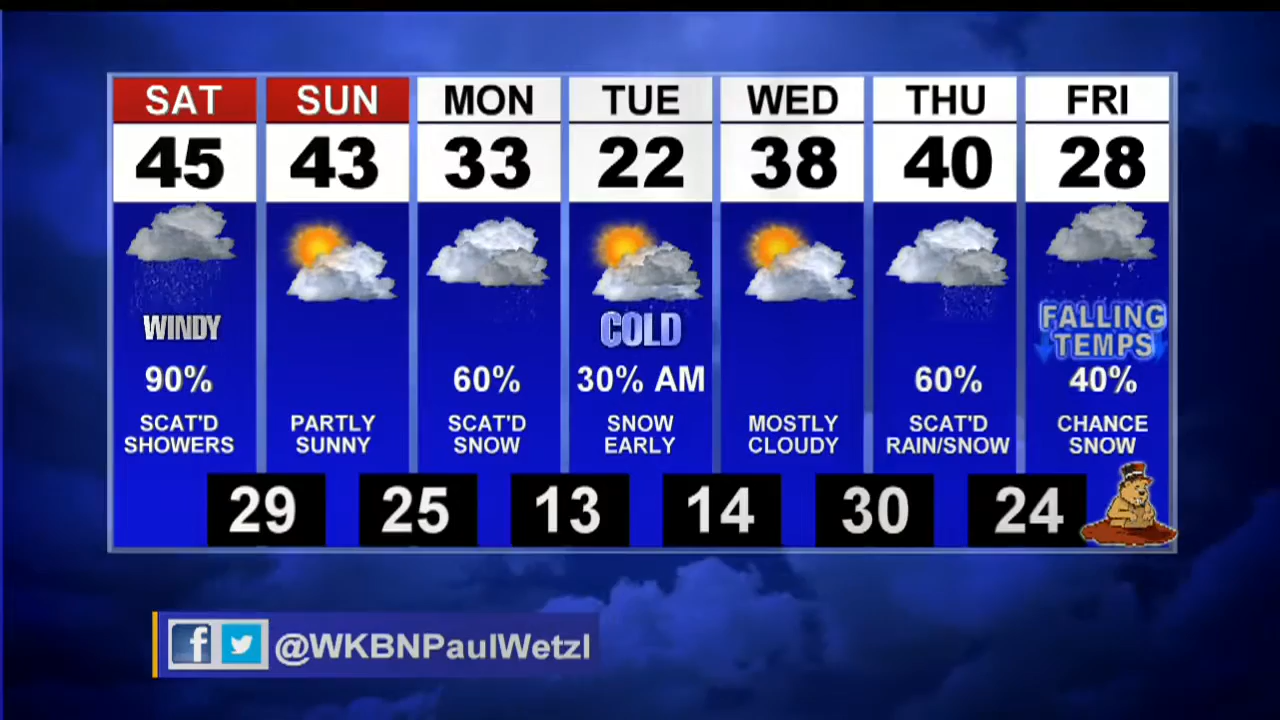 SAT SUN MON TUE WED THU FRI
45 43 33 22 38 40 28
WINDY COLD FALLING
TEMPS
90% 60% 30% AM 60% 40%
SCAT'D PARTLY SCAT'D SNOW MOSTLY SCAT'D CHANCE
SHOWERS SUNNY SNOW EARLY CLOUDY RAIN/SNOW SNOW
29 25 13 14 30 24
f @WKBNPaulWetzl